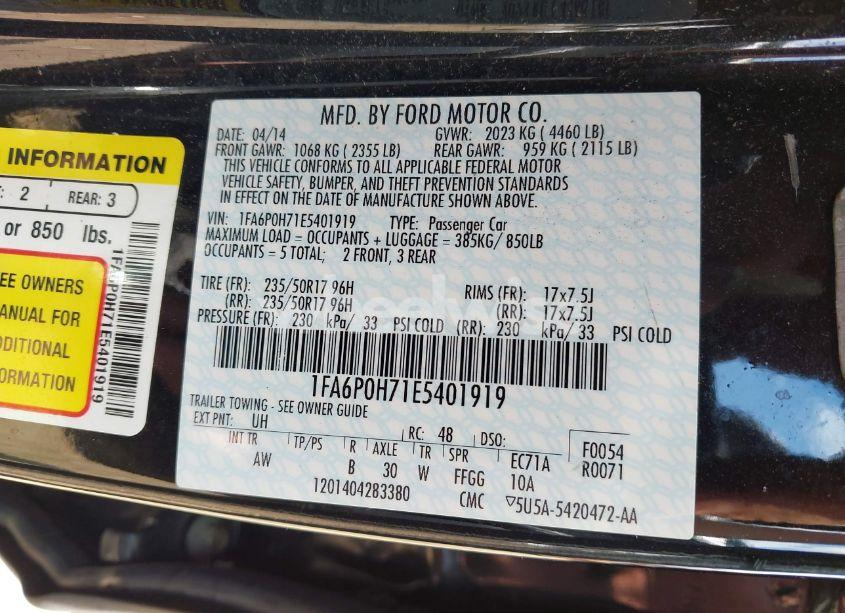 MFD. BY FORD MOTOR CO.
DATE: 04/14 GVWR: 2023 KG ( 4460 LB)
FRONT GAWR: 1068 KG ( 2355 LB) REAR GAWR: 959 KG ( 2115 LB)
THIS VEHICLE CONFORMS TO ALL APPLICABLE FEDERAL MOTOR
VEHICLE SAFETY, BUMPER, AND THEFT PREVENTION STANDARDS
IN EFFECT ON THE DATE OF MANUFACTURE SHOWN ABOVE.
VIN: 1FA6P0H71E5401919 TYPE: Passenger Car
MAXIMUM LOAD = OCCUPANTS + LUGGAGE = 385KG/ 850LB
OCCUPANTS = 5 TOTAL; 2 FRONT, 3 REAR
TIRE (FR): 235/50R17 96H RIMS (FR): 17x7.5J
(RR): 235/50R17 96H (RR): 17x7.5J
PRESSURE (FR): 230 kPa/ 33 PSI COLD (RR): 230 kPa/ 33 PSI COLD
1FA6P0H71E5401919
TRAILER TOWING - SEE OWNER GUIDE
EXT PNT: UH RC: 48 DSO: F0054
INT TR TP/PS R AXLE TR SPR EC71A R0071
AW B 30 W FFGG 10A
1201404283380 CMC ▽5U5A-5420472-AA
INFORMATION
: 2 REAR: 3
or 850 lbs.
EE OWNERS
ANUAL FOR
DDITIONAL
FORMATION
1FA6P0H71E5401919